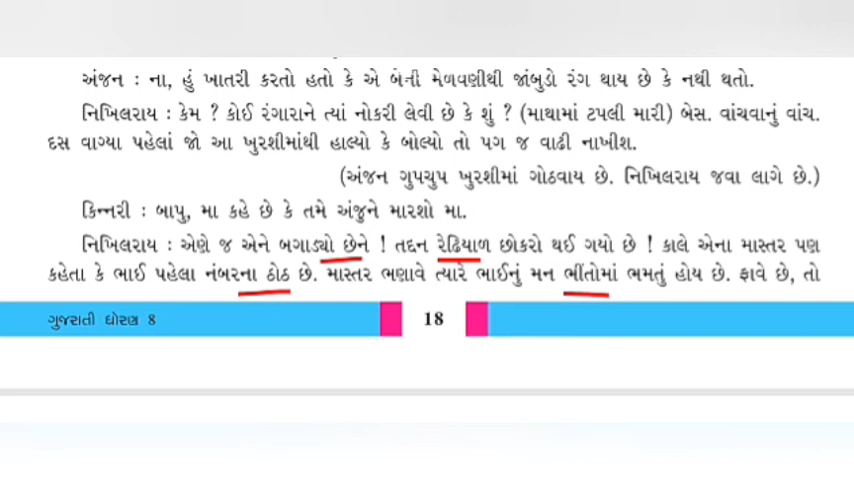 અંજન : ના, હું ખાતરી કરતો હતો કે એ બેની મેળવણીથી જાંબુડો રંગ થાય છે કે નથી થતો.
નિખિલરાય : કેમ ? કોઈ રંગારાને ત્યાં નોકરી લેવી છે કે શું ? (માથામાં ટપલી મારી) બેસ. વાંચવાનું વાંચ.
દસ વાગ્યા પહેલાં જો આ ખુરશીમાંથી હાલ્યો કે બોલ્યો તો પગ જ વાઢી નાખીશ.
(અંજન ગુપચુપ ખુરશીમાં ગોઠવાય છે. નિખિલરાય જવા લાગે છે.)
કિન્નરી : બાપુ, મા કહે છે કે તમે અંજુને મારશો મા.
નિખિલરાય : એણે જ એને બગાડ્યો છેને ! તદ્દન રેઢિયાળ છોકરો થઈ ગયો છે ! કાલે એના માસ્તર પણ
કહેતા કે ભાઈ પહેલા નંબરના ઠોઠ છે. માસ્તર ભણાવે ત્યારે ભાઈનું મન ભીંતોમાં ભમતું હોય છે. ફાવે છે, તો
ગુજરાતી ધોરણ 8
18